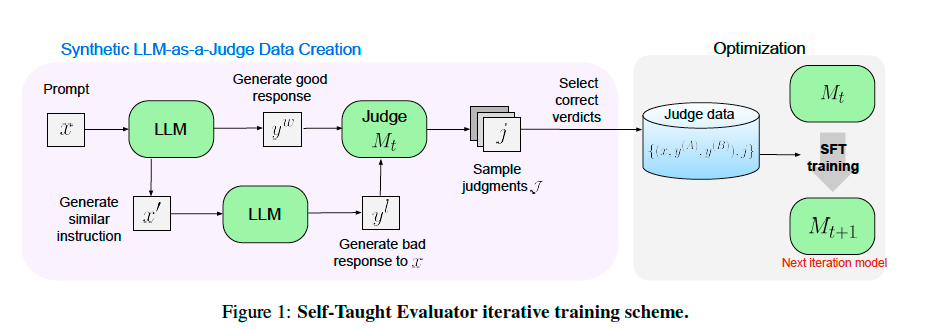 Synthetic LLM-as-a-Judge Data Creation
Optimization
Prompt
x
LLM
Generate good
response
y^w
Judge
M_t
j
Select
correct
verdicts
Sample
judgments 𝒥
Generate
similar
instruction
x′
LLM
y^l
Generate bad
response to x
Judge data
{(x, y^(A), y^(B)), j}
M_t
SFT
training
M_{t+1}
Next iteration model
Figure 1: Self-Taught Evaluator iterative training scheme.